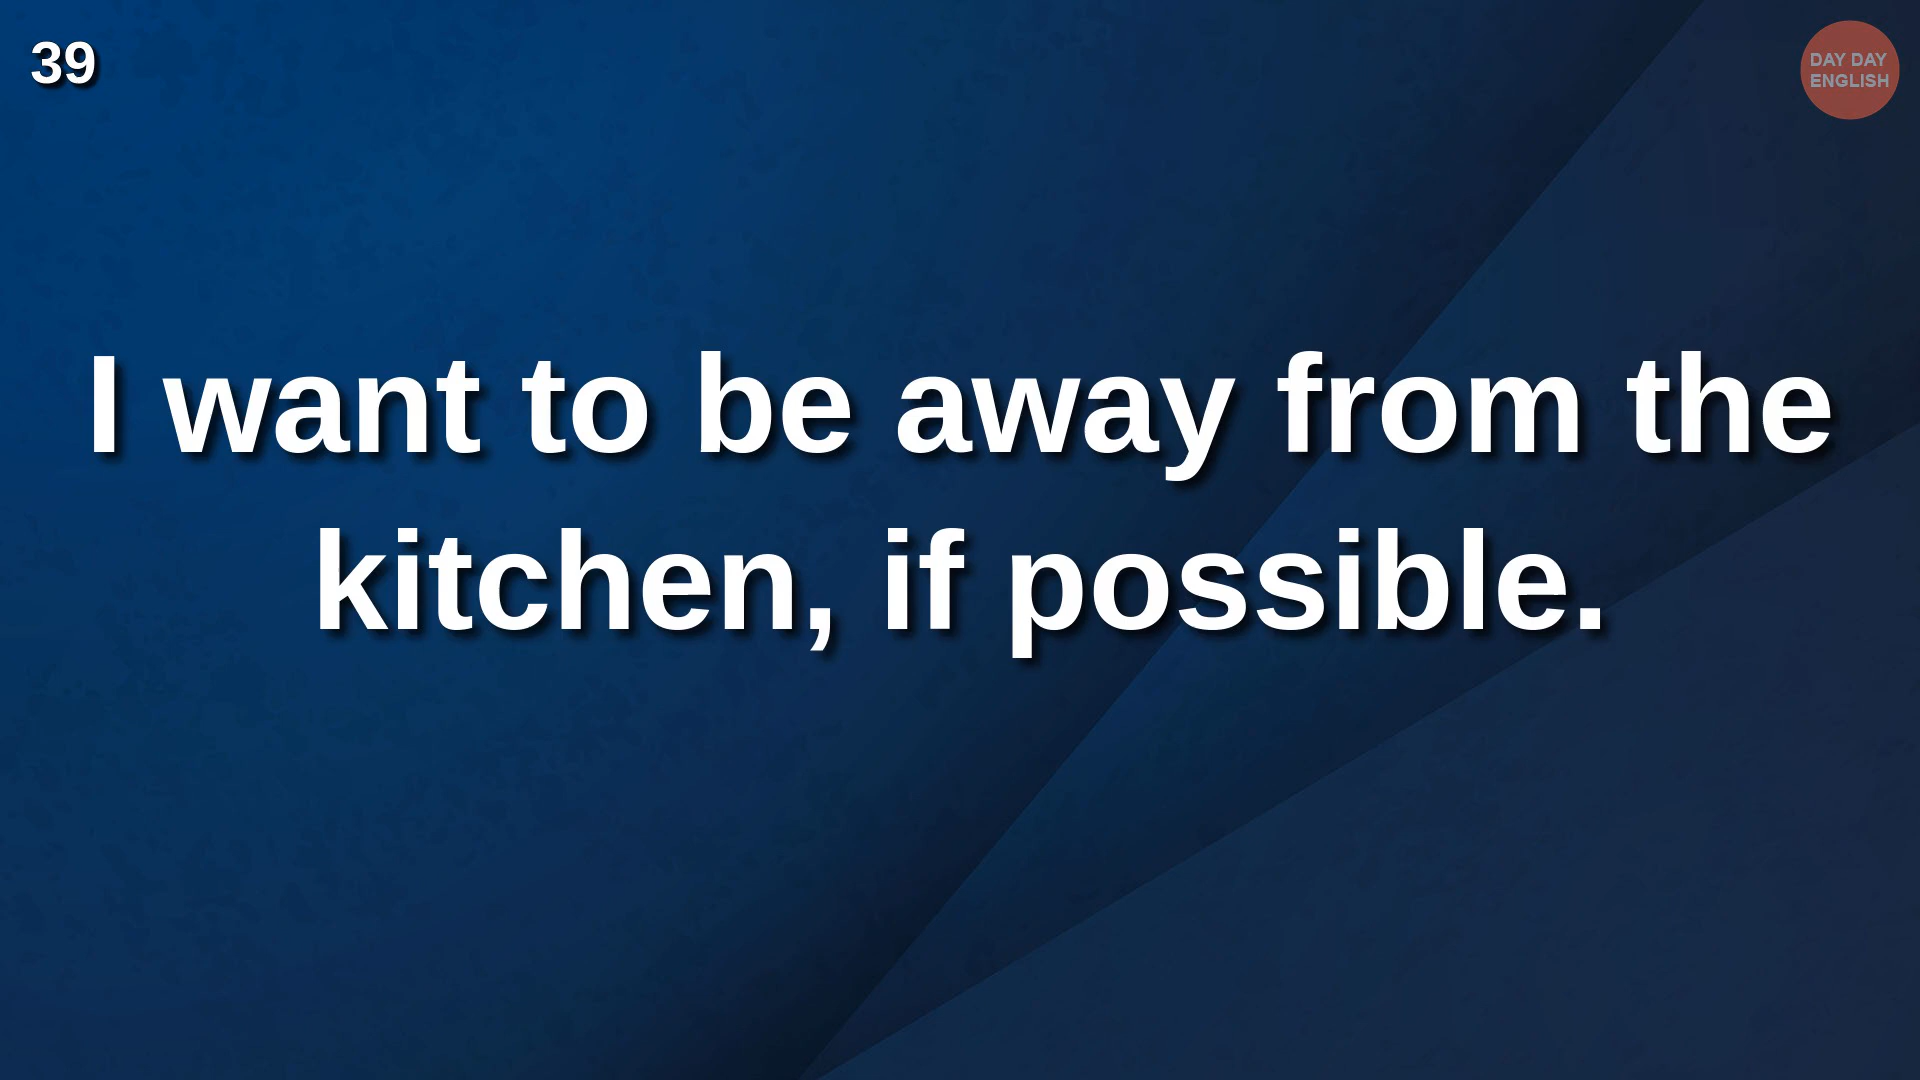 39
DAY DAY
ENGLISH
I want to be away from the
kitchen, if possible.